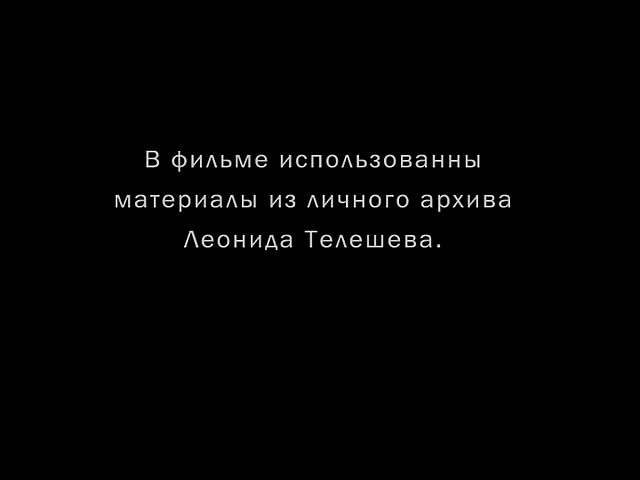 В фильме использованны
материалы из личного архива
Леонида Телешева.